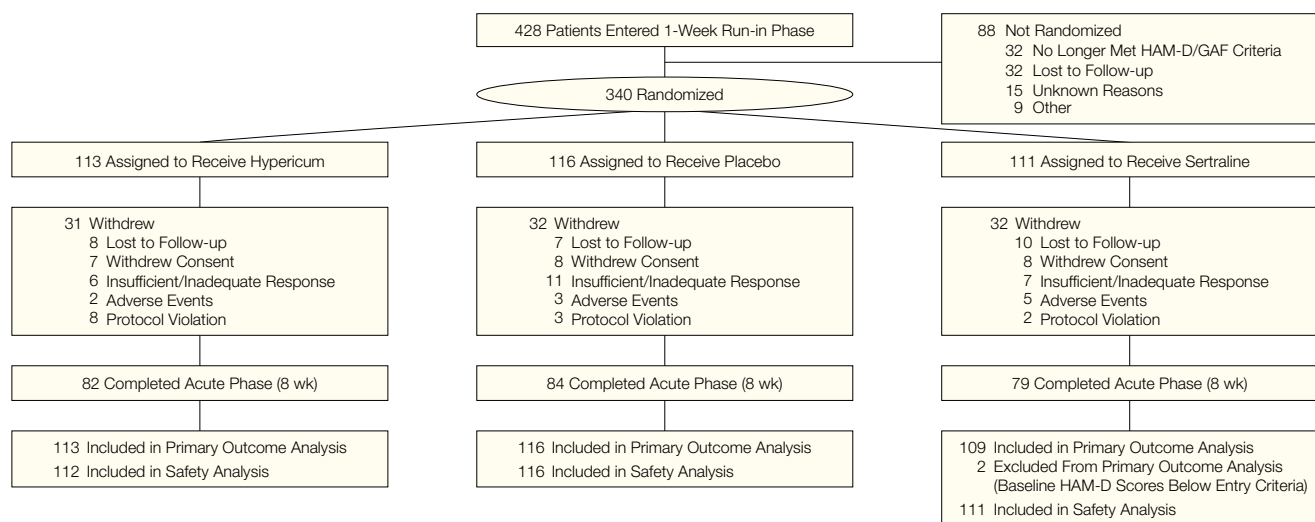 428 Patients Entered 1-Week Run-in Phase
88 Not Randomized
32 No Longer Met HAM-D/GAF Criteria
32 Lost to Follow-up
15 Unknown Reasons
9 Other
340 Randomized
113 Assigned to Receive Hypericum
31 Withdrew
8 Lost to Follow-up
7 Withdrew Consent
6 Insufficient/Inadequate Response
2 Adverse Events
8 Protocol Violation
82 Completed Acute Phase (8 wk)
113 Included in Primary Outcome Analysis
112 Included in Safety Analysis
116 Assigned to Receive Placebo
32 Withdrew
7 Lost to Follow-up
8 Withdrew Consent
11 Insufficient/Inadequate Response
3 Adverse Events
3 Protocol Violation
84 Completed Acute Phase (8 wk)
116 Included in Primary Outcome Analysis
116 Included in Safety Analysis
111 Assigned to Receive Sertraline
32 Withdrew
10 Lost to Follow-up
8 Withdrew Consent
7 Insufficient/Inadequate Response
5 Adverse Events
2 Protocol Violation
79 Completed Acute Phase (8 wk)
109 Included in Primary Outcome Analysis
2 Excluded From Primary Outcome Analysis
(Baseline HAM-D Scores Below Entry Criteria)
111 Included in Safety Analysis